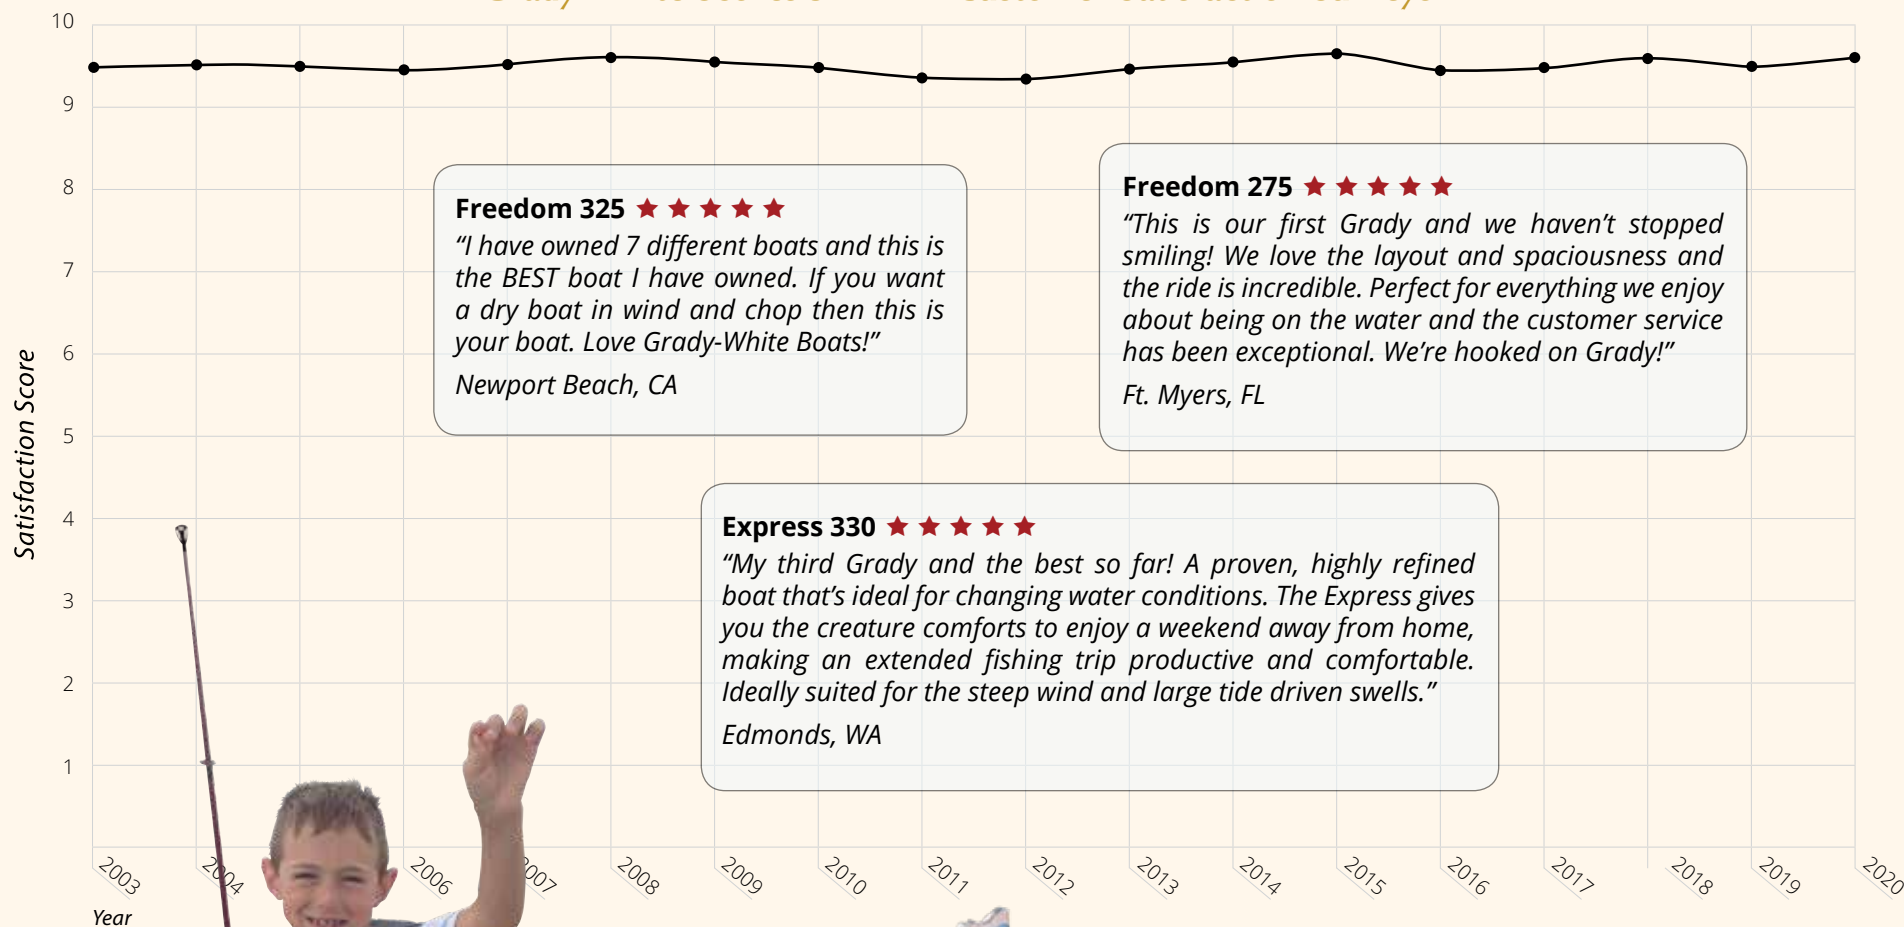 10
9
8
7
6
5
4
3
2
1
Satisfaction Score
Freedom 325
“I have owned 7 different boats and this is
the BEST boat I have owned. If you want
a dry boat in wind and chop then this is
your boat. Love Grady-White Boats!”
Newport Beach, CA
Freedom 275
“This is our first Grady and we haven’t stopped
smiling! We love the layout and spaciousness and
the ride is incredible. Perfect for everything we enjoy
about being on the water and the customer service
has been exceptional. We’re hooked on Grady!”
Ft. Myers, FL
Express 330
“My third Grady and the best so far! A proven, highly refined
boat that’s ideal for changing water conditions. The Express gives
you the creature comforts to enjoy a weekend away from home,
making an extended fishing trip productive and comfortable.
Ideally suited for the steep wind and large tide driven swells.”
Edmonds, WA
2003
2004
2006
2007
2008
2009
2010
2011
2012
2013
2014
2015
2016
2017
2018
2019
2020
Year